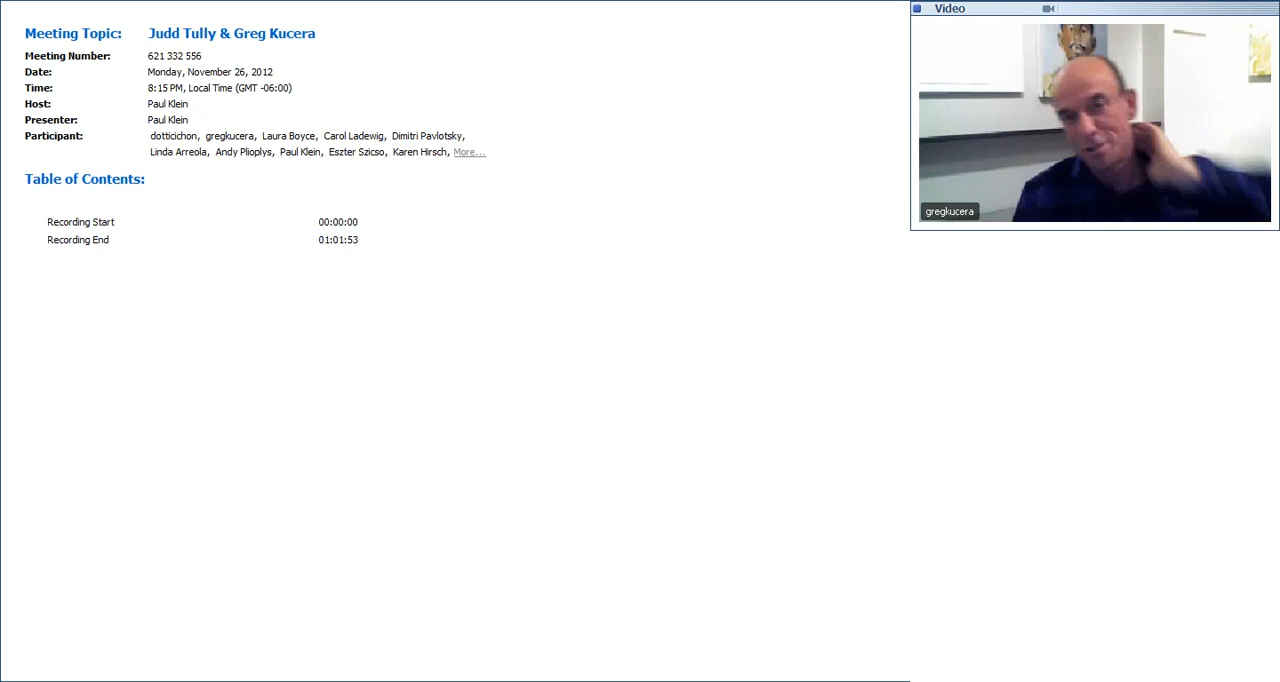 Meeting Topic: Judd Tully & Greg Kucera
Meeting Number: 621 332 556
Date: Monday, November 26, 2012
Time: 8:15 PM, Local Time (GMT -06:00)
Host: Paul Klein
Presenter: Paul Klein
Participant: dotticichon, gregkucera, Laura Boyce, Carol Ladewig, Dimitri Pavlotsky,
Linda Arreola, Andy Plioplys, Paul Klein, Eszter Szicso, Karen Hirsch, More...
Table of Contents:
Recording Start 00:00:00
Recording End 01:01:53
Video
gregkucera